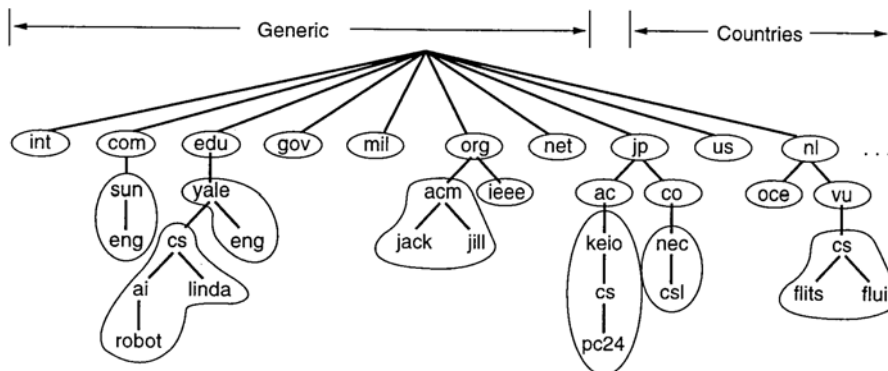 Generic Countries
int com edu gov mil org net jp us nl ...
sun yale acm ieee ac co oce vu
eng cs eng jack jill keio nec cs
ai linda cs csl flits flui
robot pc24